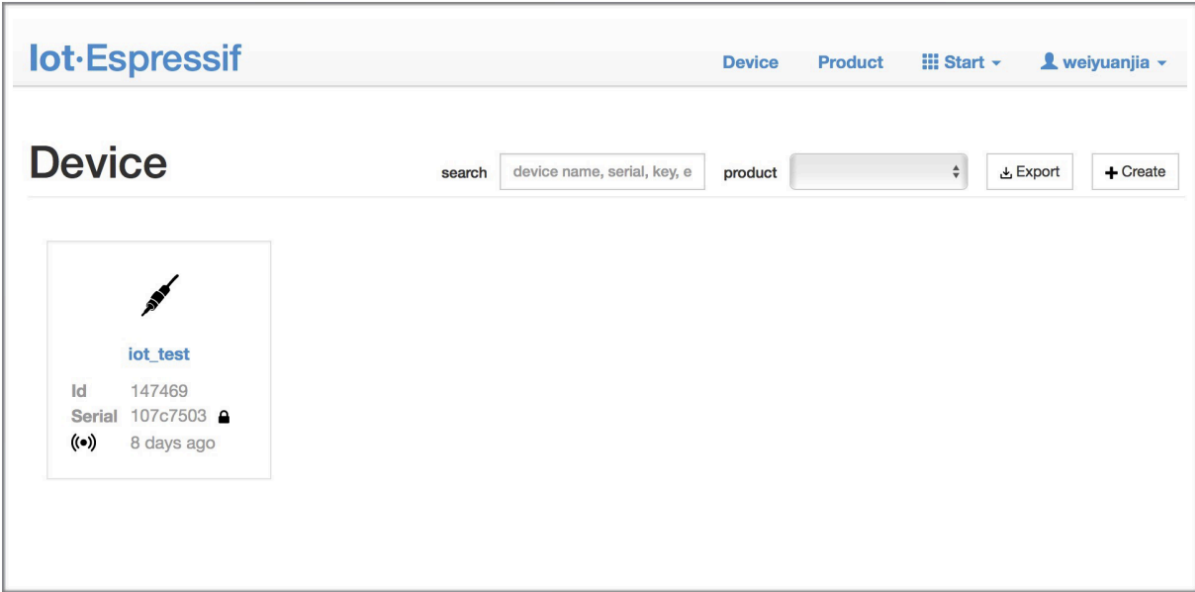 Iot·Espressif
Device Product Start weiyuanjia
Device
search device name, serial, key, e product Export Create
iot_test
Id 147469
Serial 107c7503
8 days ago